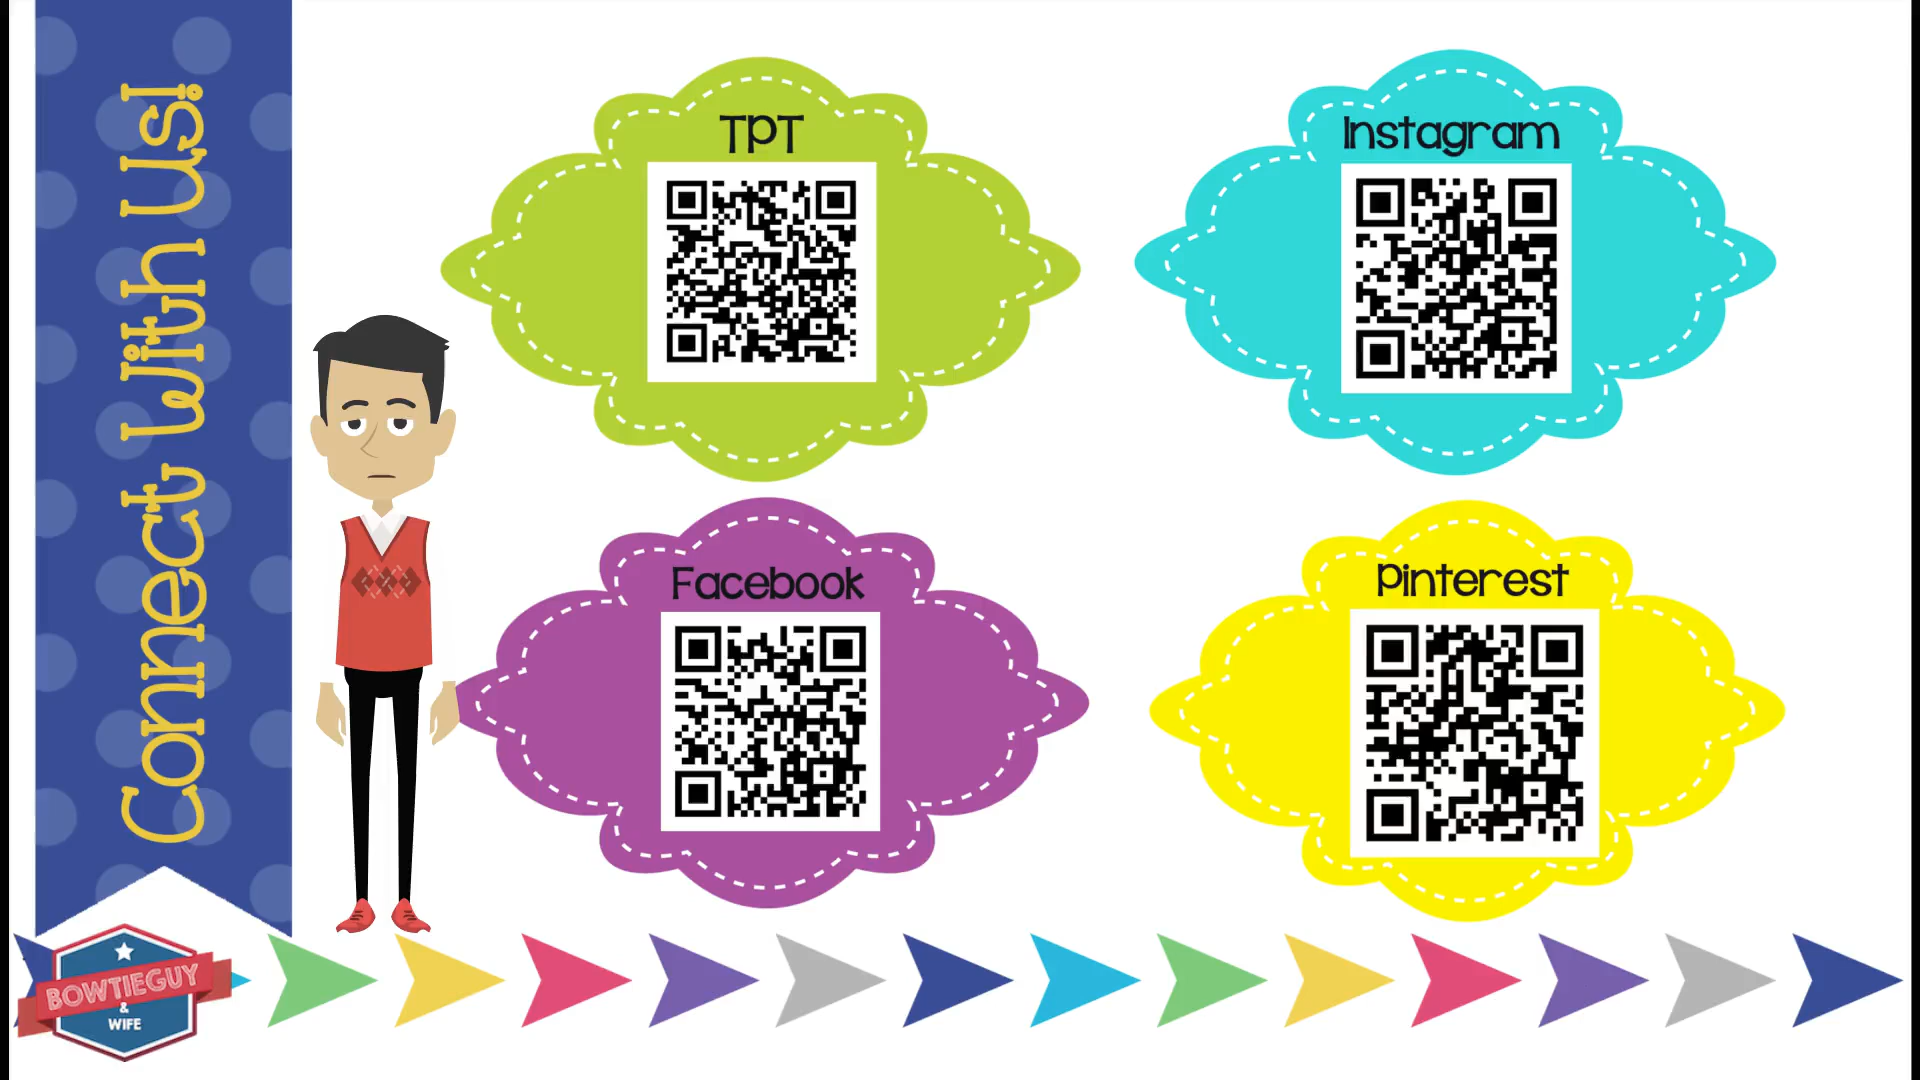 Connect With Us!
TPT
Instagram
Facebook
Pinterest
BOWTIEGUY
&
WIFE